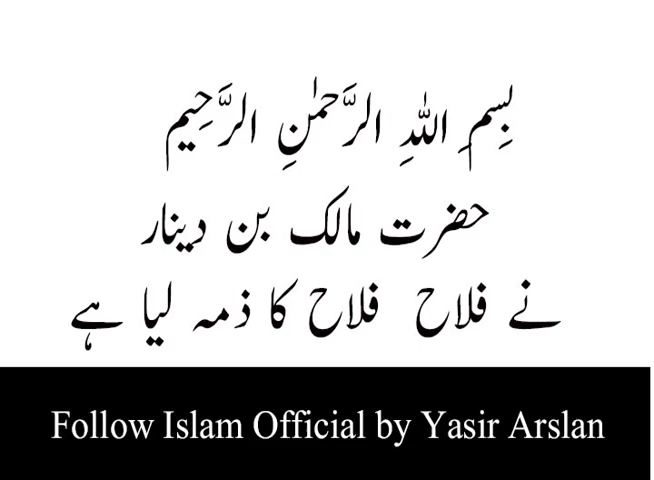 بِسمِ اللهِ الرَّحمٰنِ الرَّحِیم
حضرت مالک بن دینار
نے فلاح فلاح کا ذمہ لیا ہے
Follow Islam Official by Yasir Arslan